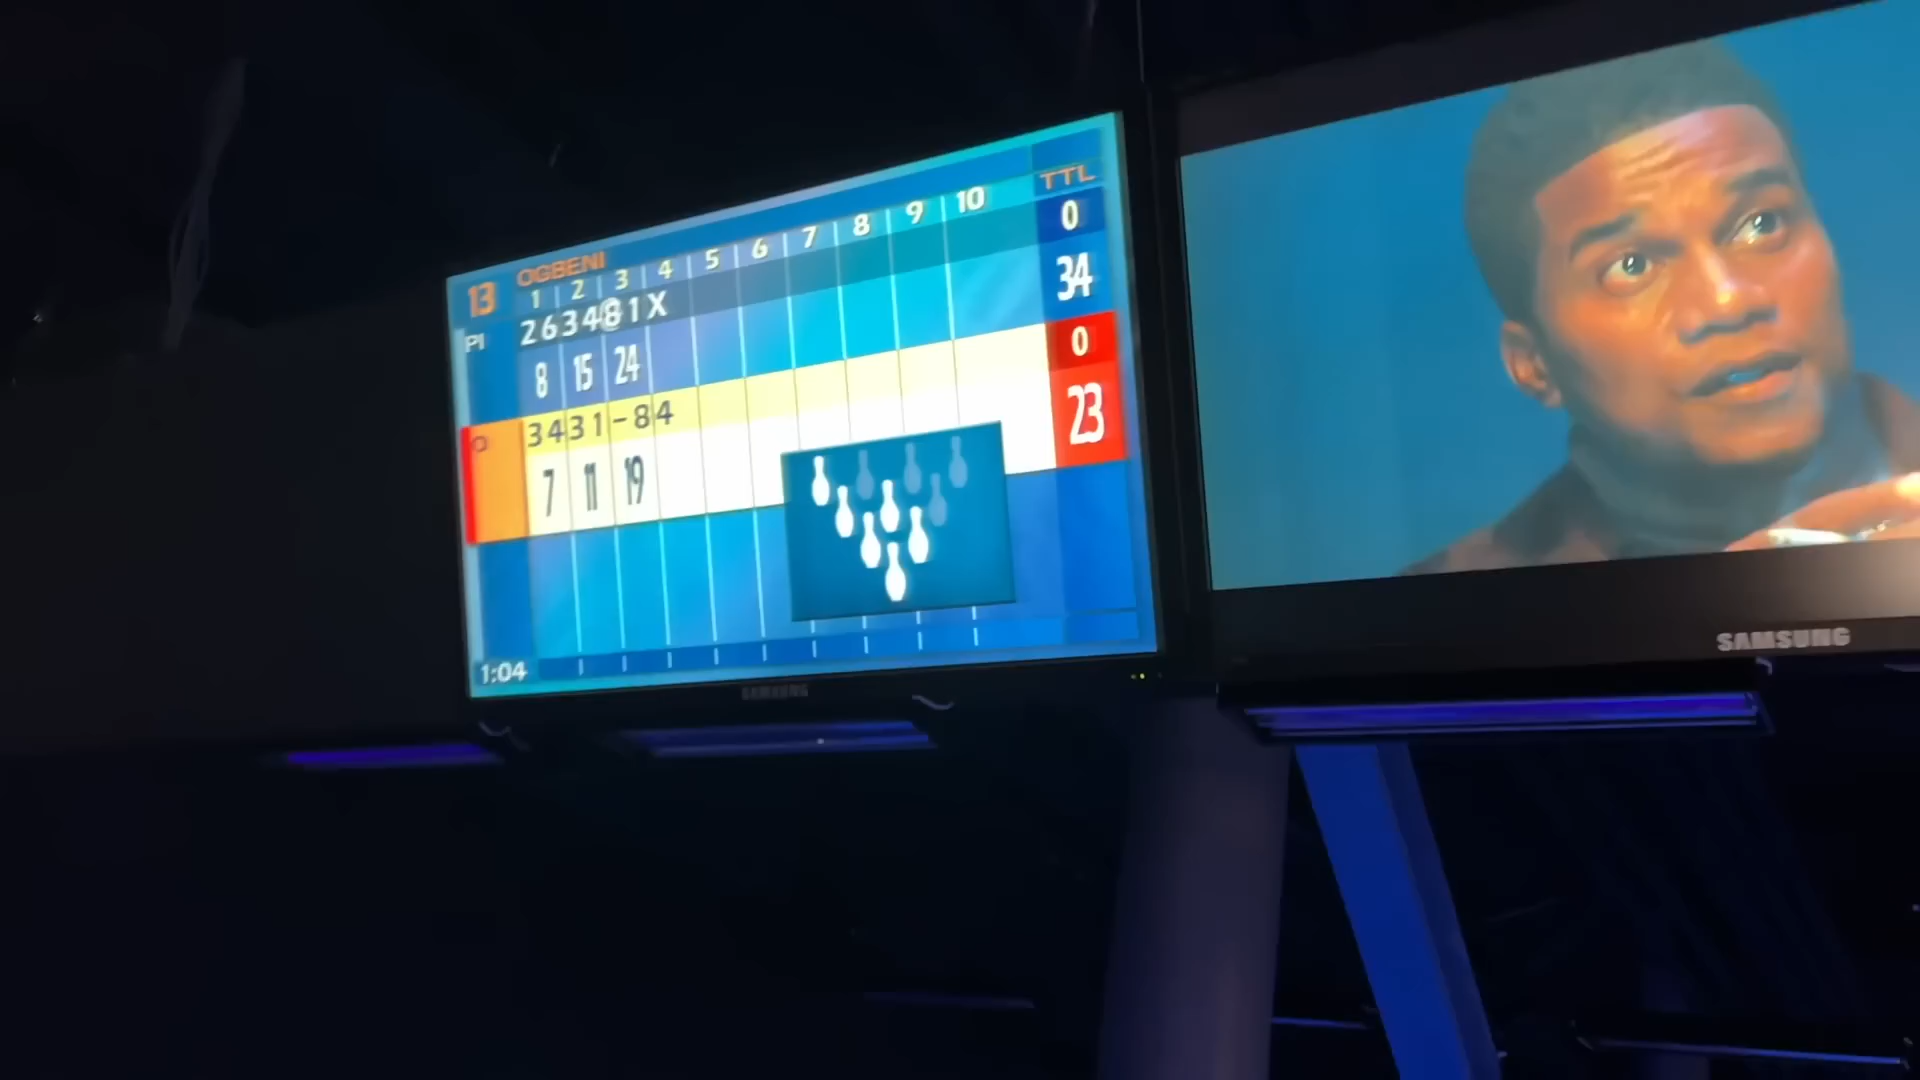 13 OGBENI
1 2 3 4 5 6 7 8 9 10 TTL
PI 2 6 3 4 8 1 X 0
8 15 24 34
O 3 4 3 1 - 8 4 0
7 11 19 23
1:04
SAMSUNG
SAMSUNG